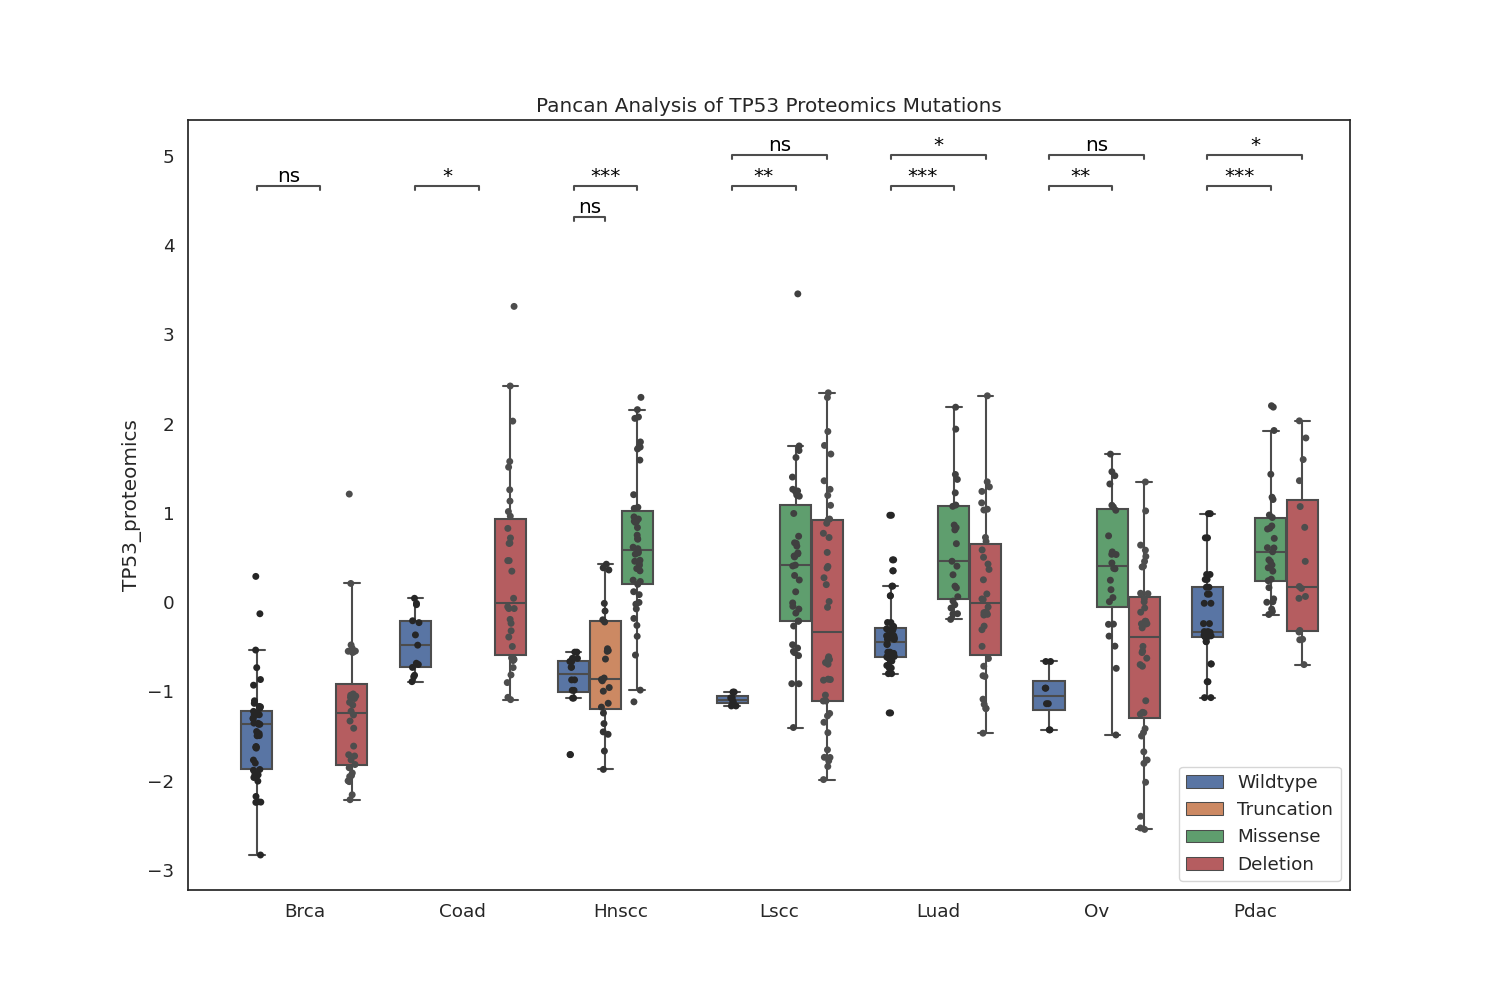 Pancan Analysis of TP53 Proteomics Mutations
5
4
3
2
1
0
−1
−2
−3
TP53_proteomics
ns
*
***
ns
ns
**
*
***
ns
**
*
***
Brca
Coad
Hnscc
Lscc
Luad
Ov
Pdac
Wildtype
Truncation
Missense
Deletion